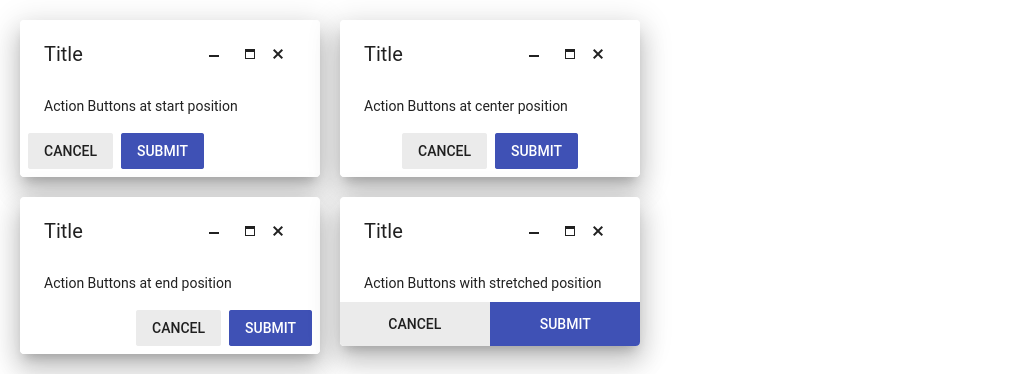 Title
Action Buttons at start position
CANCEL SUBMIT
Title
Action Buttons at center position
CANCEL SUBMIT
Title
Action Buttons at end position
CANCEL SUBMIT
Title
Action Buttons with stretched position
CANCEL SUBMIT